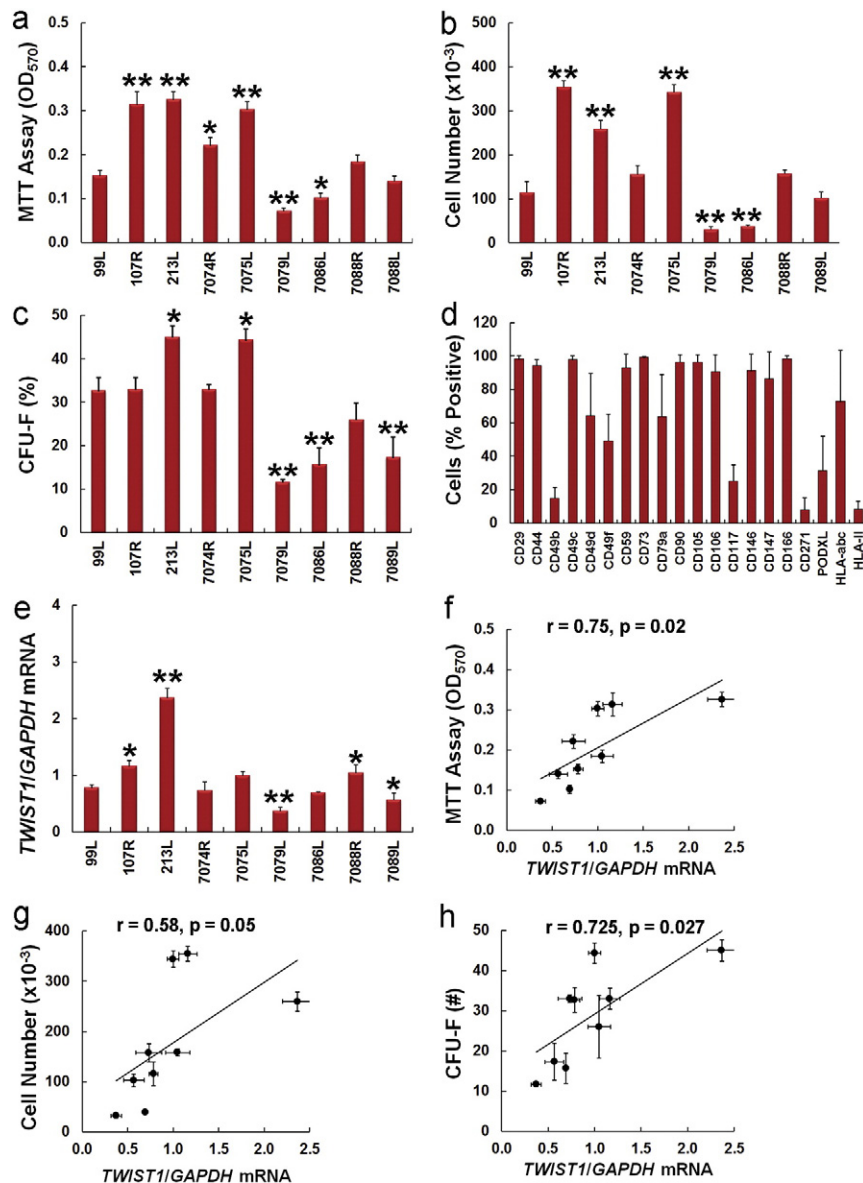 a
MTT Assay (OD570)
0.5
0.4
0.3
0.2
0.1
0.0
** ** * ** ** *
99L 107R 213L 7074R 7075L 7079L 7086L 7088R 7088L
b
Cell Number (x10-3)
500
400
300
200
100
0
** ** ** ** **
99L 107R 213L 7074R 7075L 7079L 7086L 7088R 7089L
c
CFU-F (%)
50
40
30
20
10
0
* * ** ** **
99L 107R 213L 7074R 7075L 7079L 7086L 7088R 7089L
d
Cells (% Positive)
120
100
80
60
40
20
0
CD29 CD44 CD49b CD49c CD49d CD49f CD59 CD73 CD79a CD90 CD105 CD106 CD117 CD146 CD147 CD166 CD271 PODXL HLA-abc HLA-II
e
TWIST1/GAPDH mRNA
4
3
2
1
0
* ** ** * *
99L 107R 213L 7074R 7075L 7079L 7086L 7088R 7089L
f
r = 0.75, p = 0.02
MTT Assay (OD570)
0.5
0.4
0.3
0.2
0.1
0.0
0.0 0.5 1.0 1.5 2.0 2.5
TWIST1/GAPDH mRNA
g
r = 0.58, p = 0.05
Cell Number (x10-3)
400
300
200
100
0
0.0 0.5 1.0 1.5 2.0 2.5
TWIST1/GAPDH mRNA
h
r = 0.725, p = 0.027
CFU-F (#)
50
40
30
20
10
0
0.0 0.5 1.0 1.5 2.0 2.5
TWIST1/GAPDH mRNA